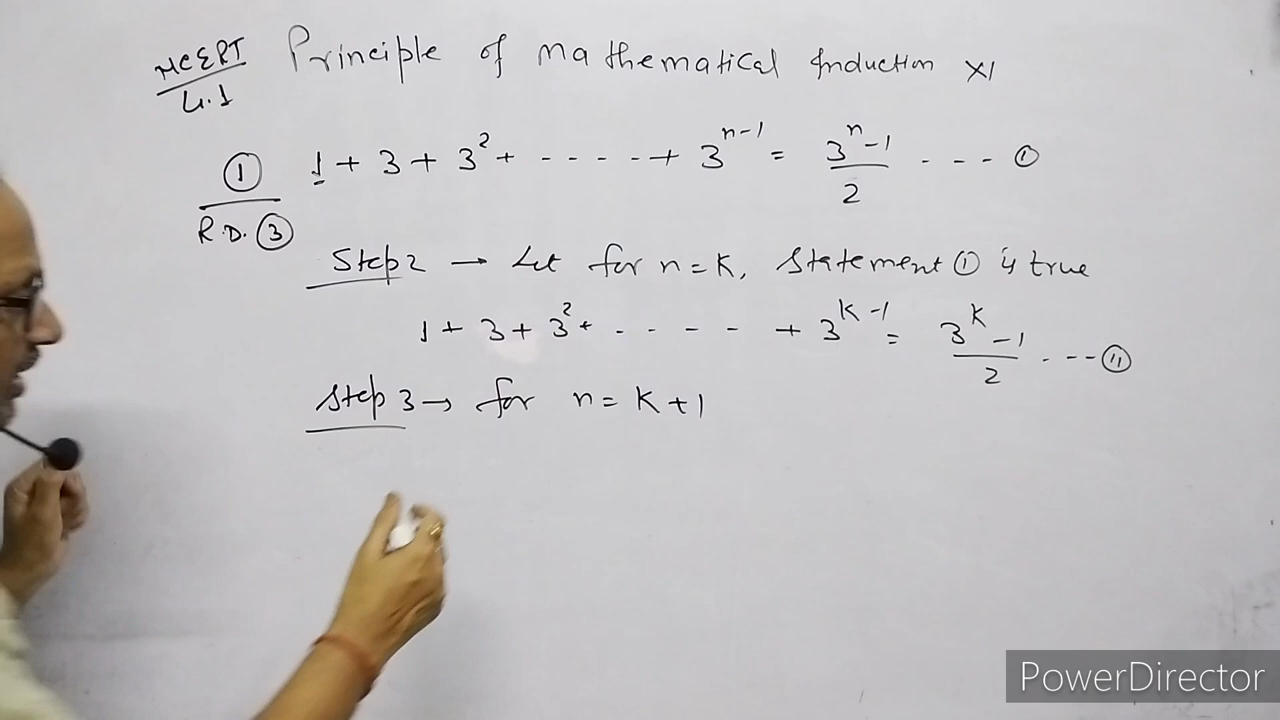 NCERT Principle of Mathematical Induction XI
4.1
① 1 + 3 + 3² + - - - - - + 3ⁿ⁻¹ = (3ⁿ - 1)/2 - - - ①
R.D. ③
Step 2 → Let for n = K, Statement ① is true
1 + 3 + 3² + - - - - - + 3ᴷ⁻¹ = (3ᴷ - 1)/2 - - - ⑪
Step 3 → for n = K + 1
PowerDirector